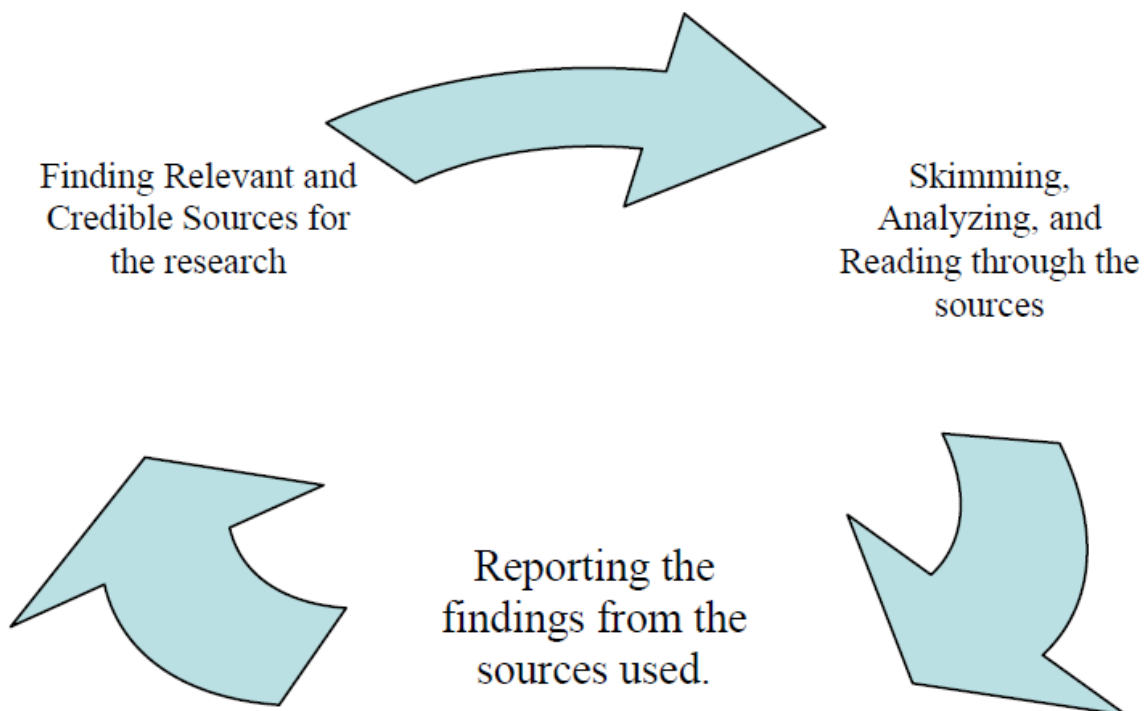 Finding Relevant and
Credible Sources for
the research
Skimming,
Analyzing, and
Reading through the
sources
Reporting the
findings from the
sources used.